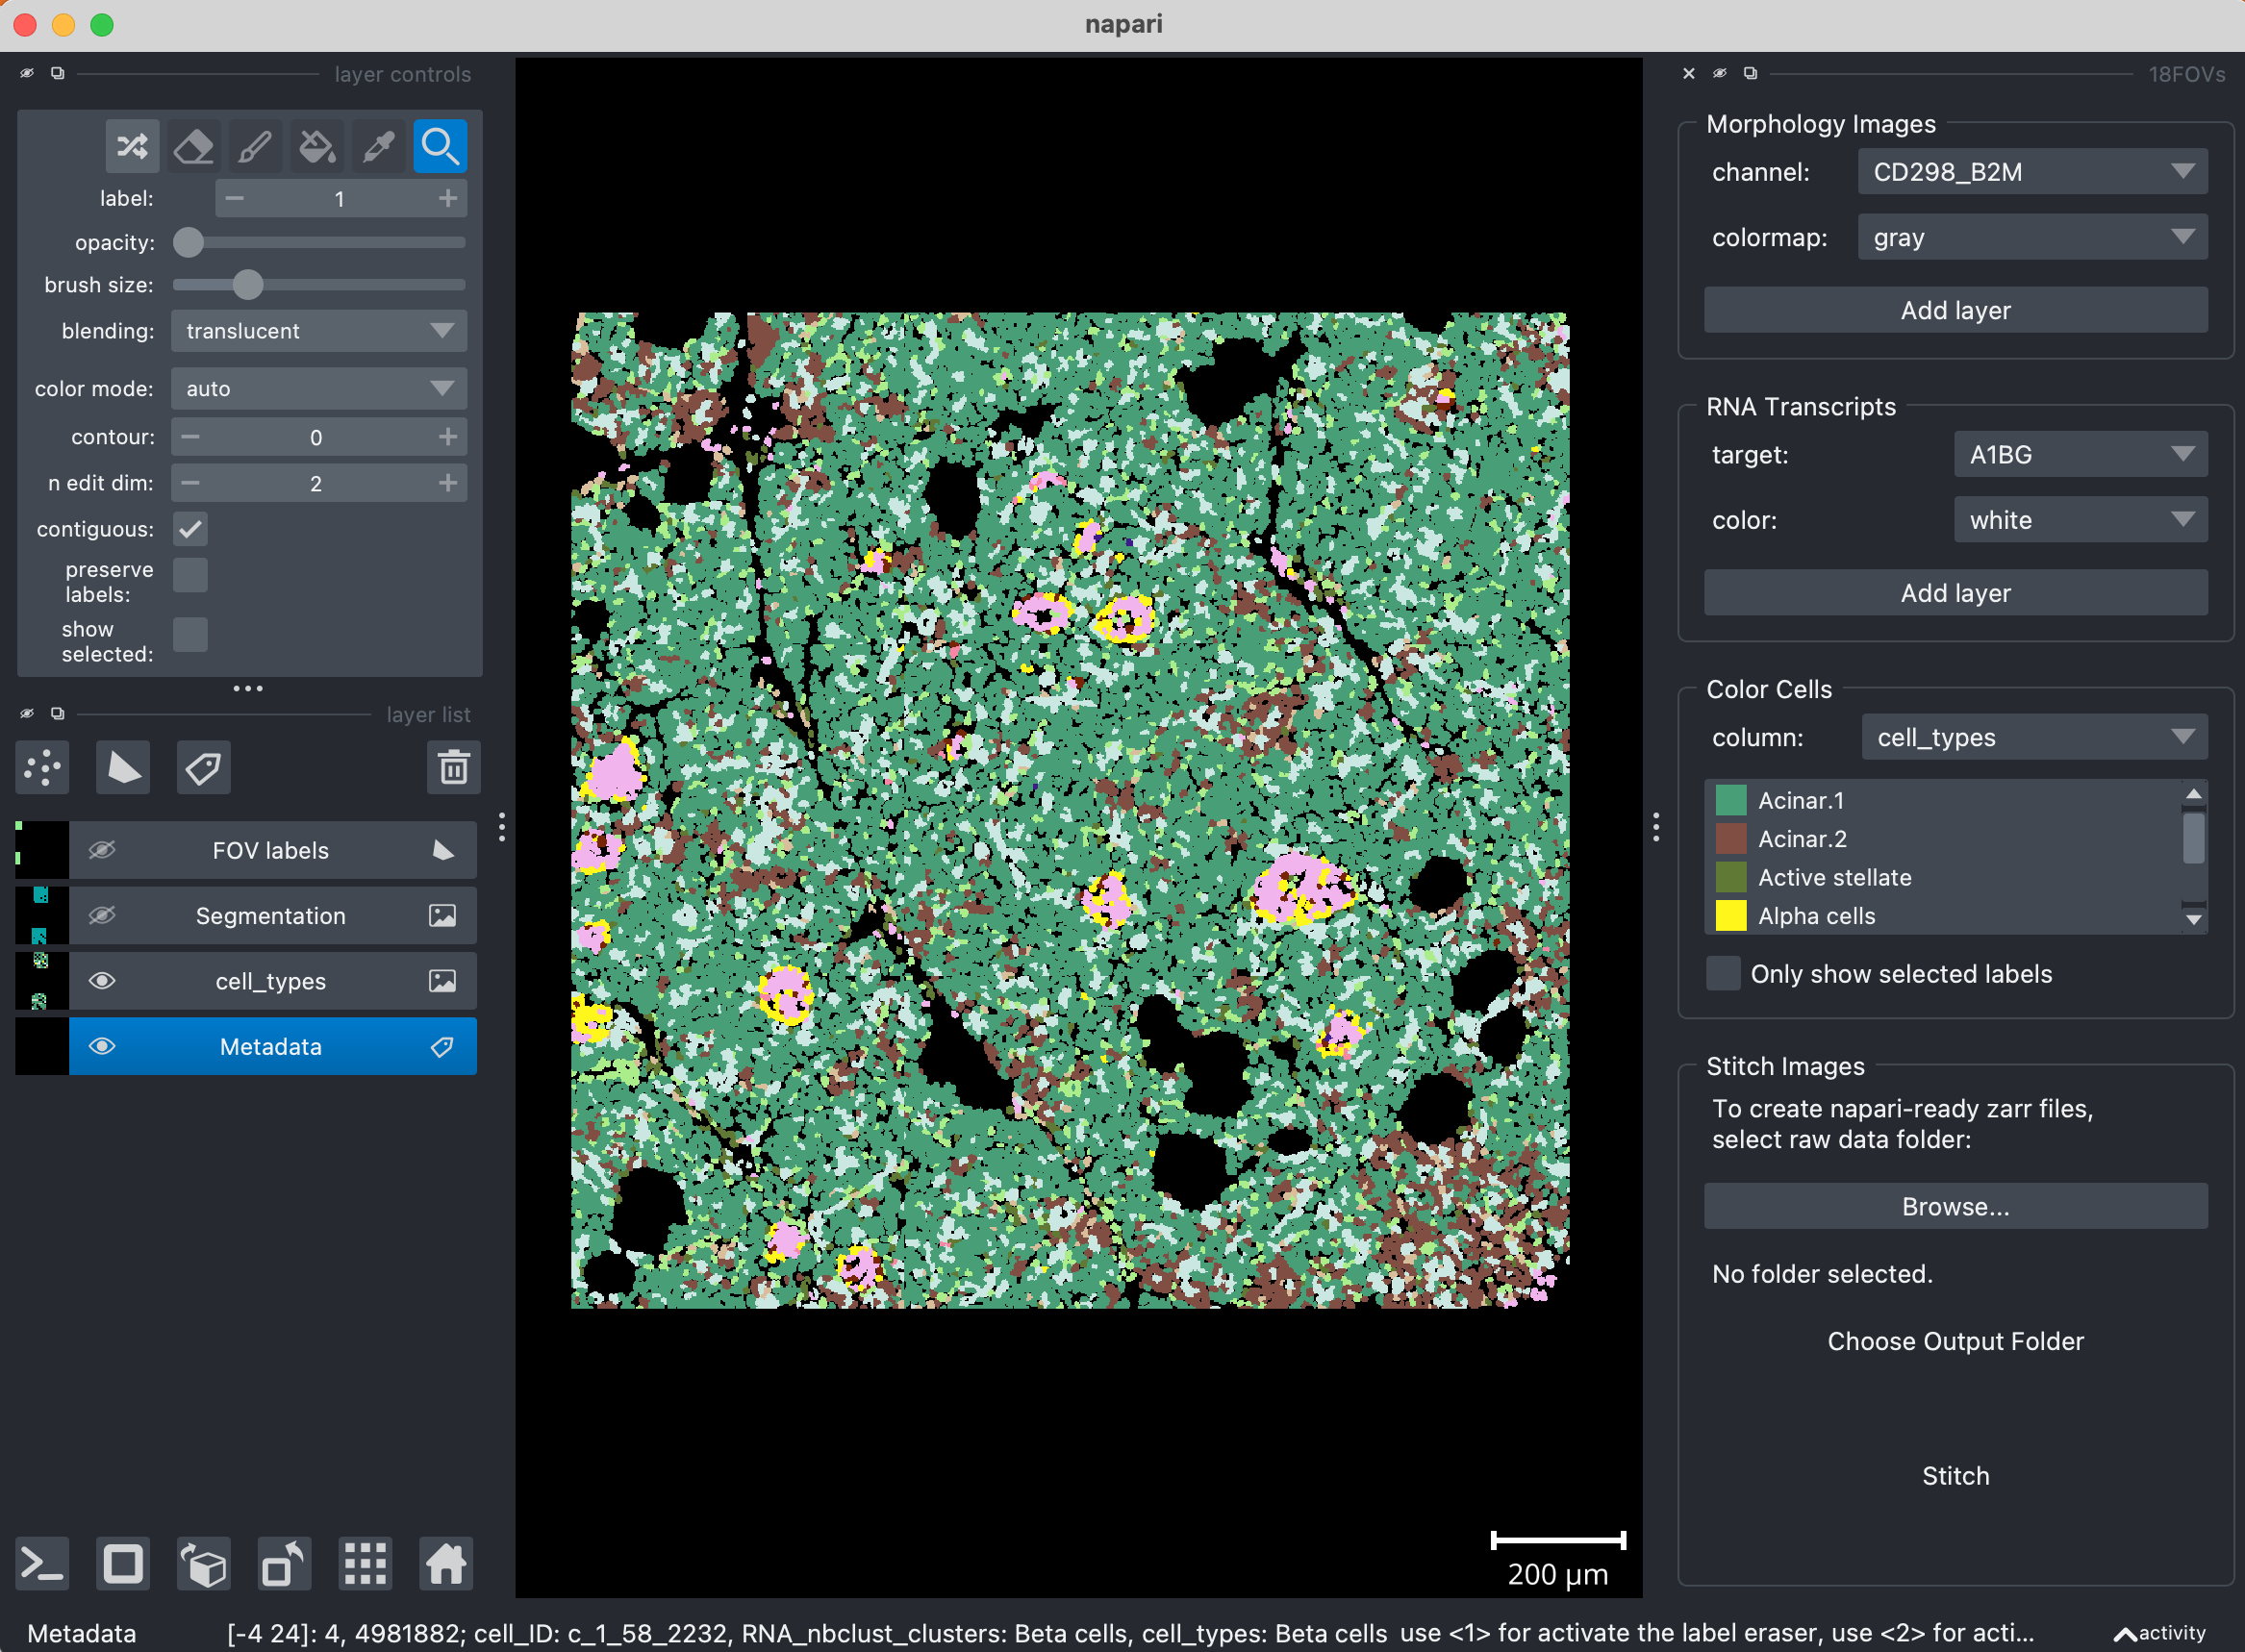 napari
layer controls
label:
1
opacity:
brush size:
blending:
translucent
color mode:
auto
contour:
0
n edit dim:
2
contiguous:
preserve
labels:
show
selected:
layer list
FOV labels
Segmentation
cell_types
Metadata
200 μm
18FOVs
Morphology Images
channel:
CD298_B2M
colormap:
gray
Add layer
RNA Transcripts
target:
A1BG
color:
white
Add layer
Color Cells
column:
cell_types
Acinar.1
Acinar.2
Active stellate
Alpha cells
Only show selected labels
Stitch Images
To create napari-ready zarr files,
select raw data folder:
Browse...
No folder selected.
Choose Output Folder
Stitch
Metadata
[-4 24]: 4, 4981882; cell_ID: c_1_58_2232, RNA_nbclust_clusters: Beta cells, cell_types: Beta cells
use <1> for activate the label eraser, use <2> for acti...
activity